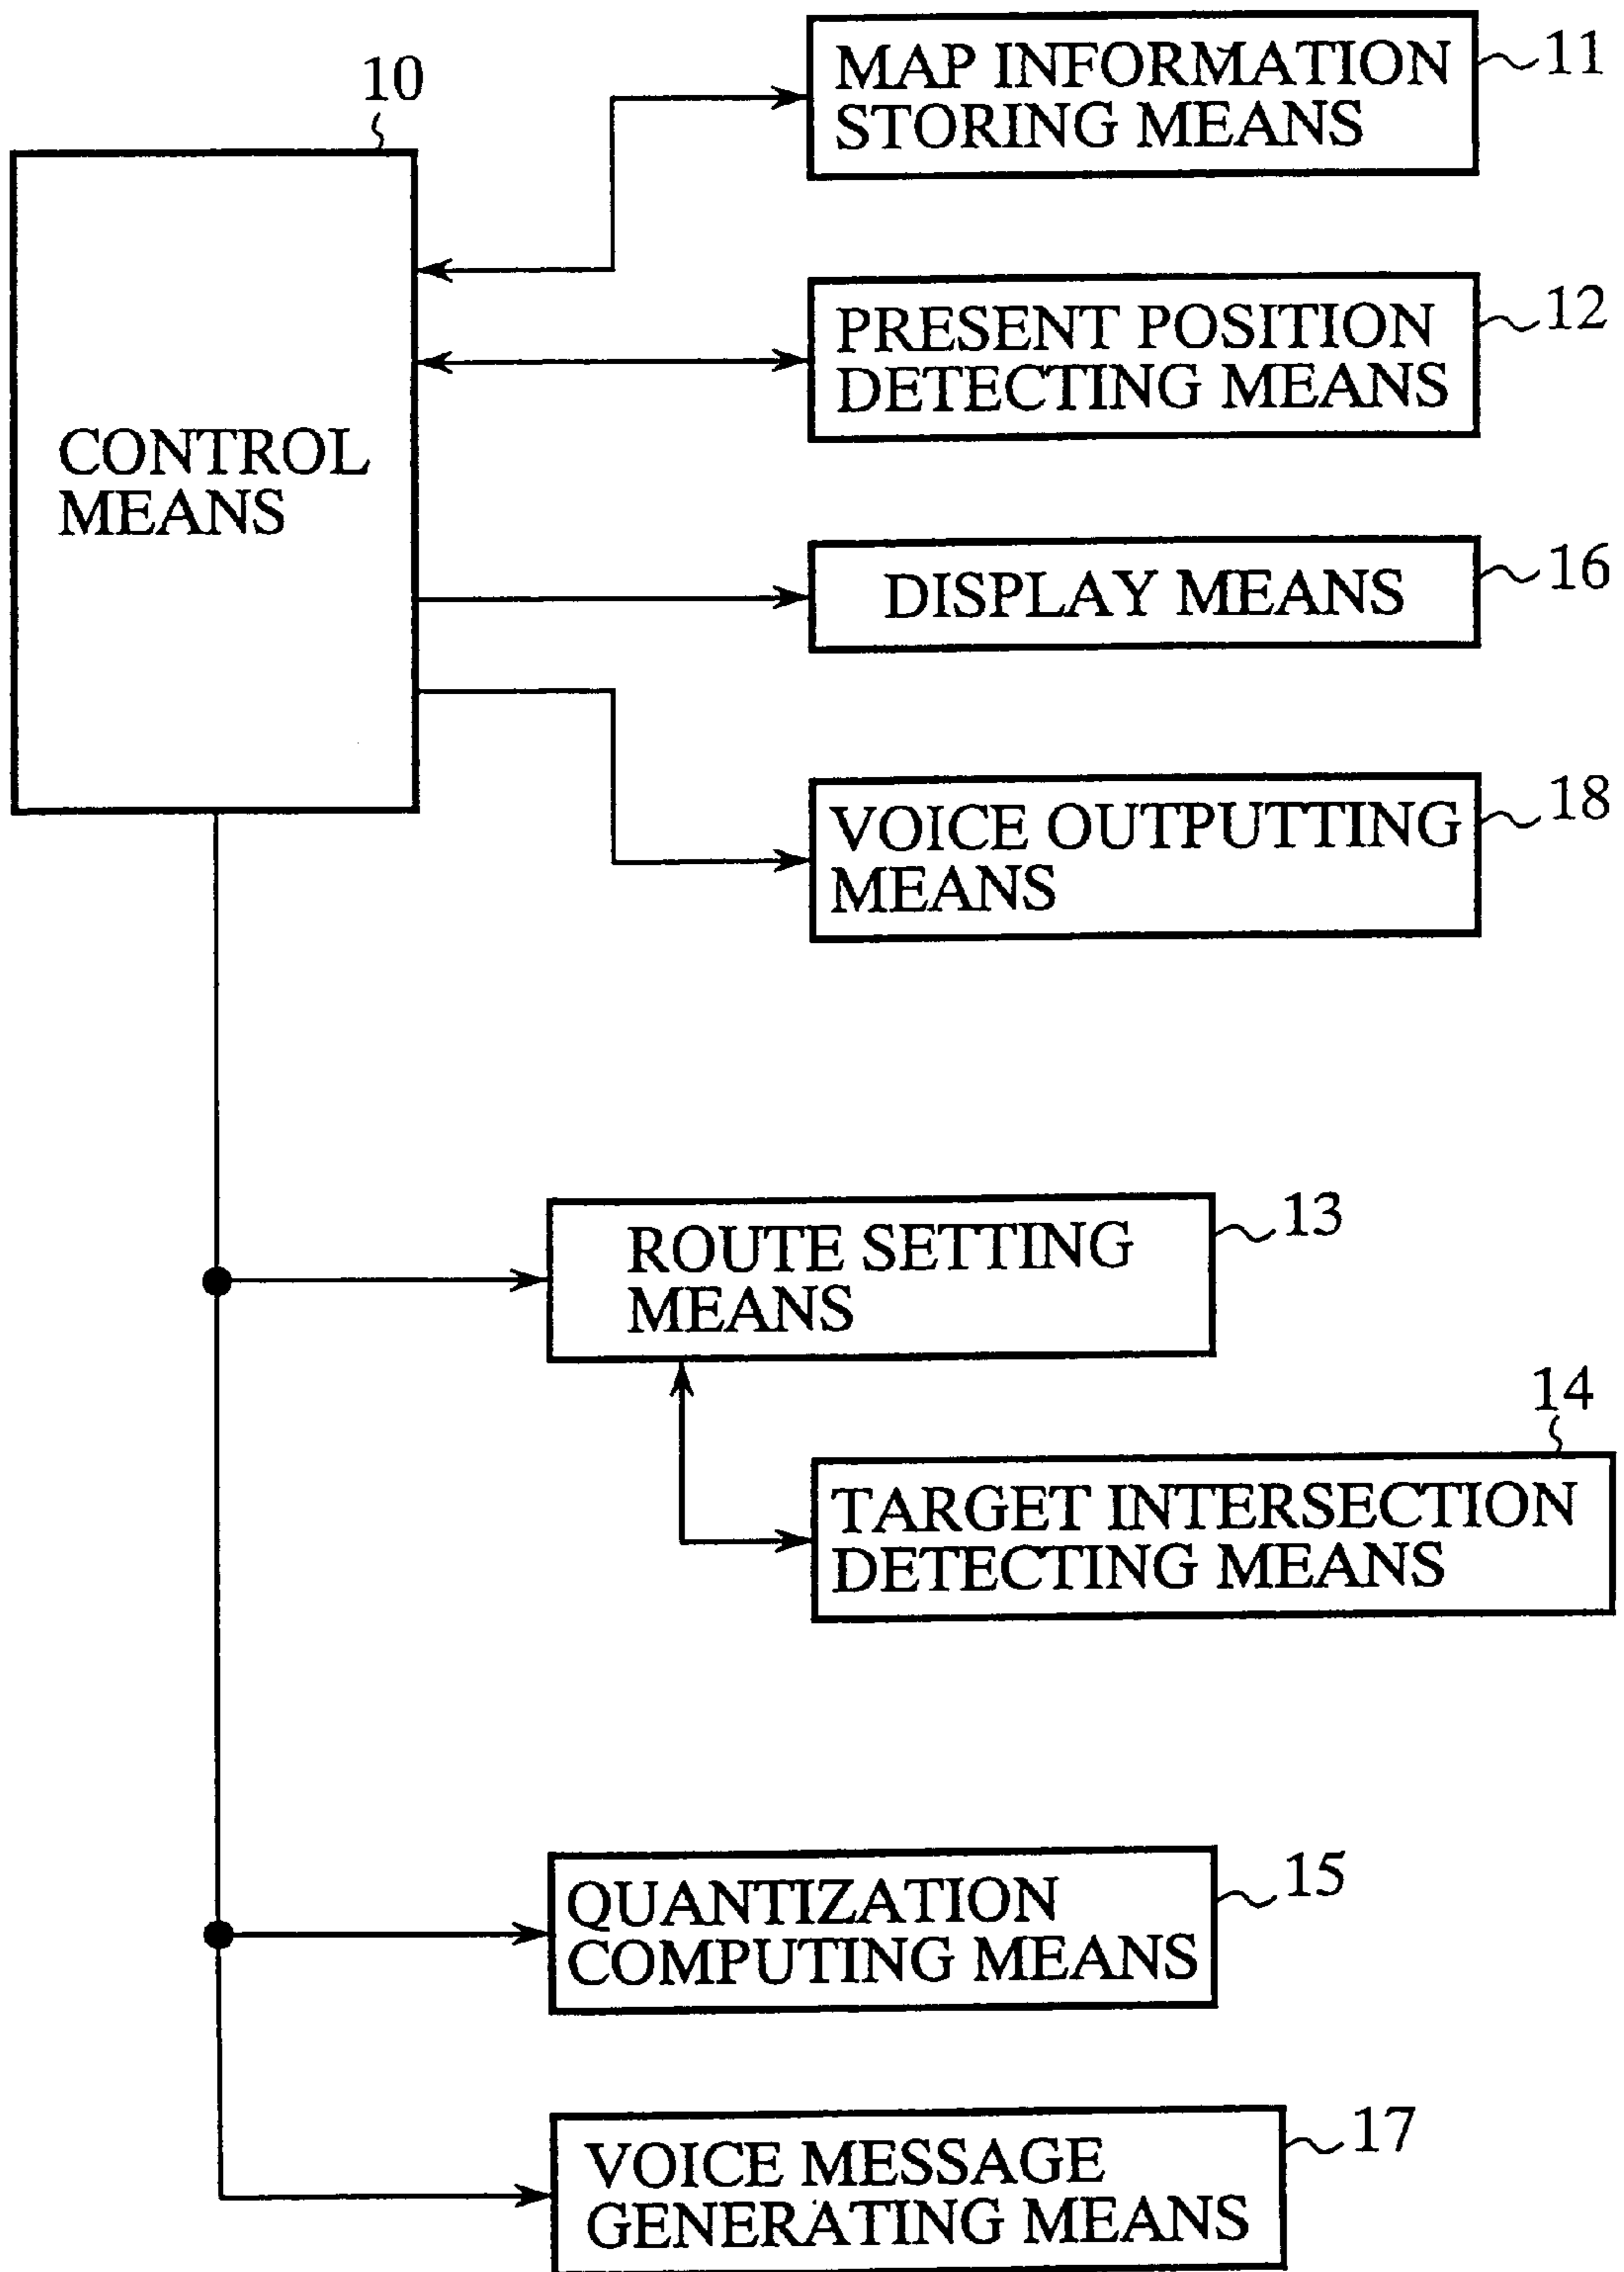 10
CONTROL
MEANS
MAP INFORMATION
STORING MEANS
11
PRESENT POSITION
DETECTING MEANS
12
DISPLAY MEANS
16
VOICE OUTPUTTING
MEANS
18
ROUTE SETTING
MEANS
13
14
TARGET INTERSECTION
DETECTING MEANS
QUANTIZATION
COMPUTING MEANS
15
VOICE MESSAGE
GENERATING MEANS
17